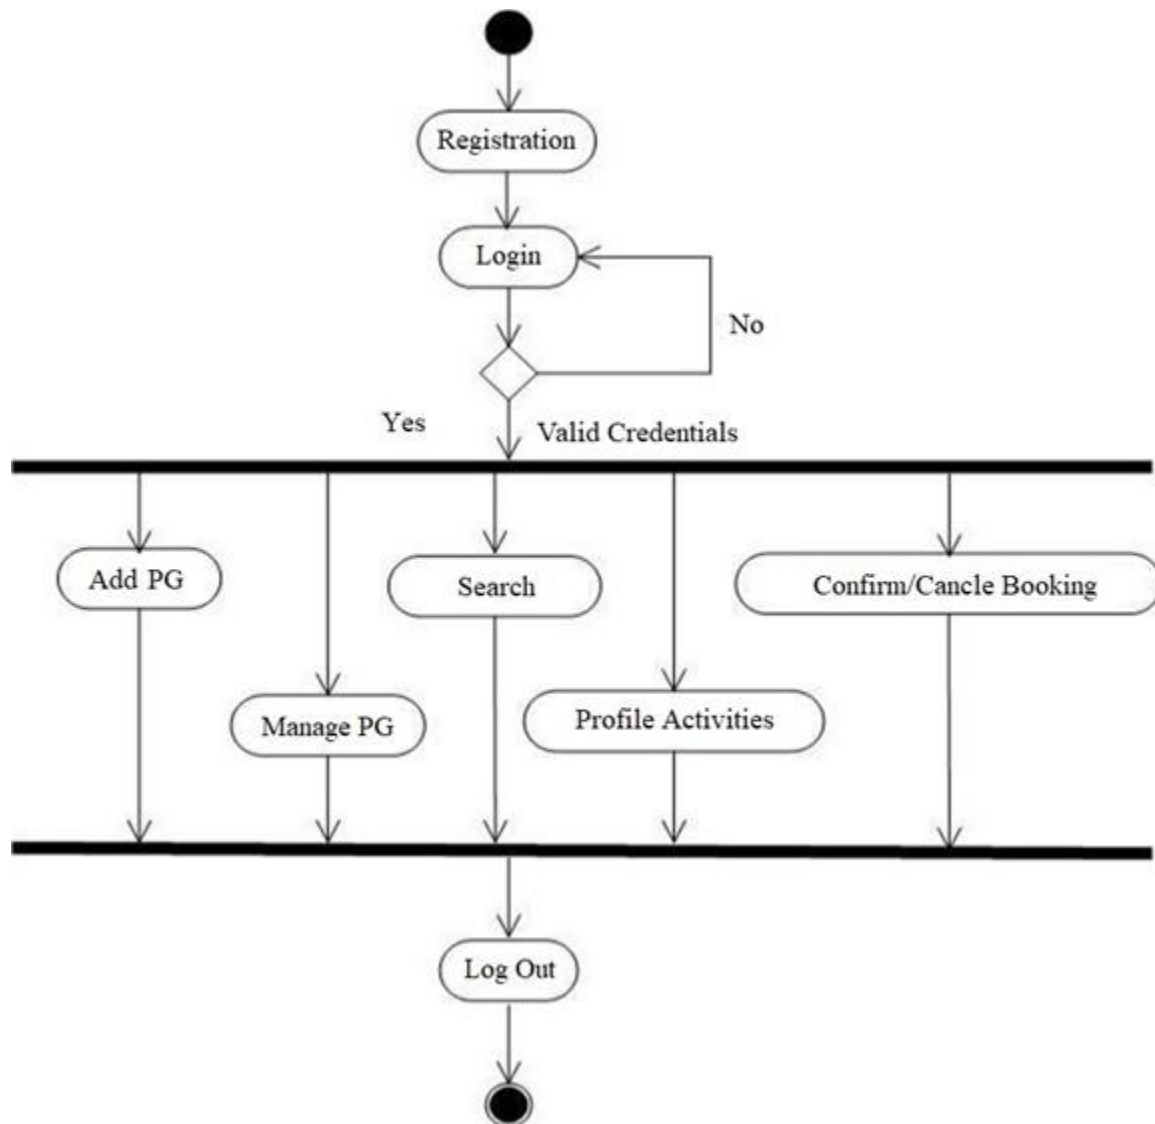 Registration
Login
No
Yes
Valid Credentials
Add PG
Search
Confirm/Cancle Booking
Manage PG
Profile Activities
Log Out